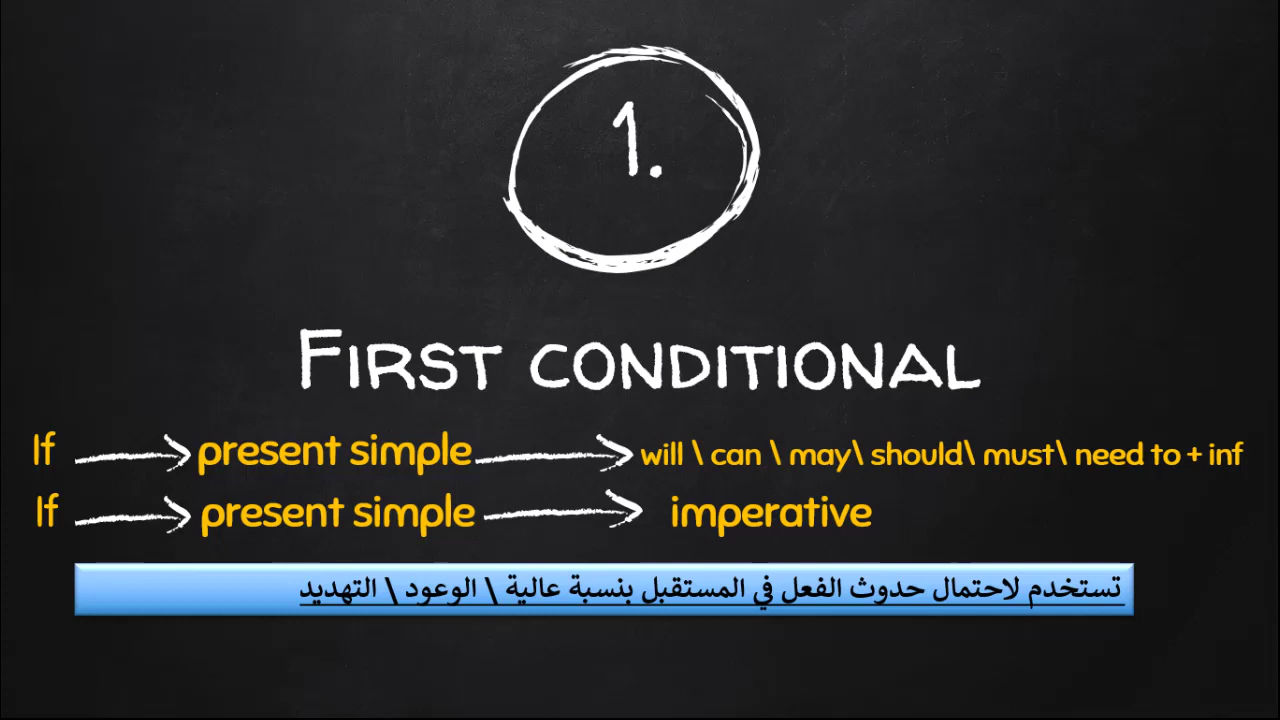 1.
First conditional
If present simple will \ can \ may\ should\ must\ need to + inf
If present simple imperative
تستخدم لاحتمال حدوث الفعل في المستقبل بنسبة عالية \ الوعود \ التهديد